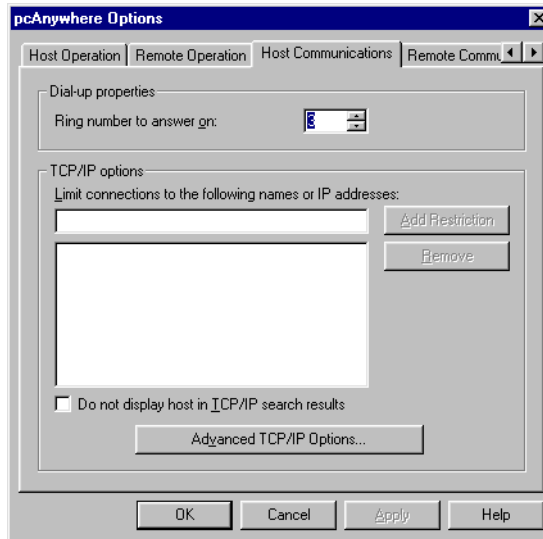 pcAnywhere Options
Host Operation Remote Operation Host Communications Remote Commu
Dial-up properties
Ring number to answer on: 3
TCP/IP options
Limit connections to the following names or IP addresses:
Add Restriction
Remove
Do not display host in TCP/IP search results
Advanced TCP/IP Options...
OK Cancel Apply Help